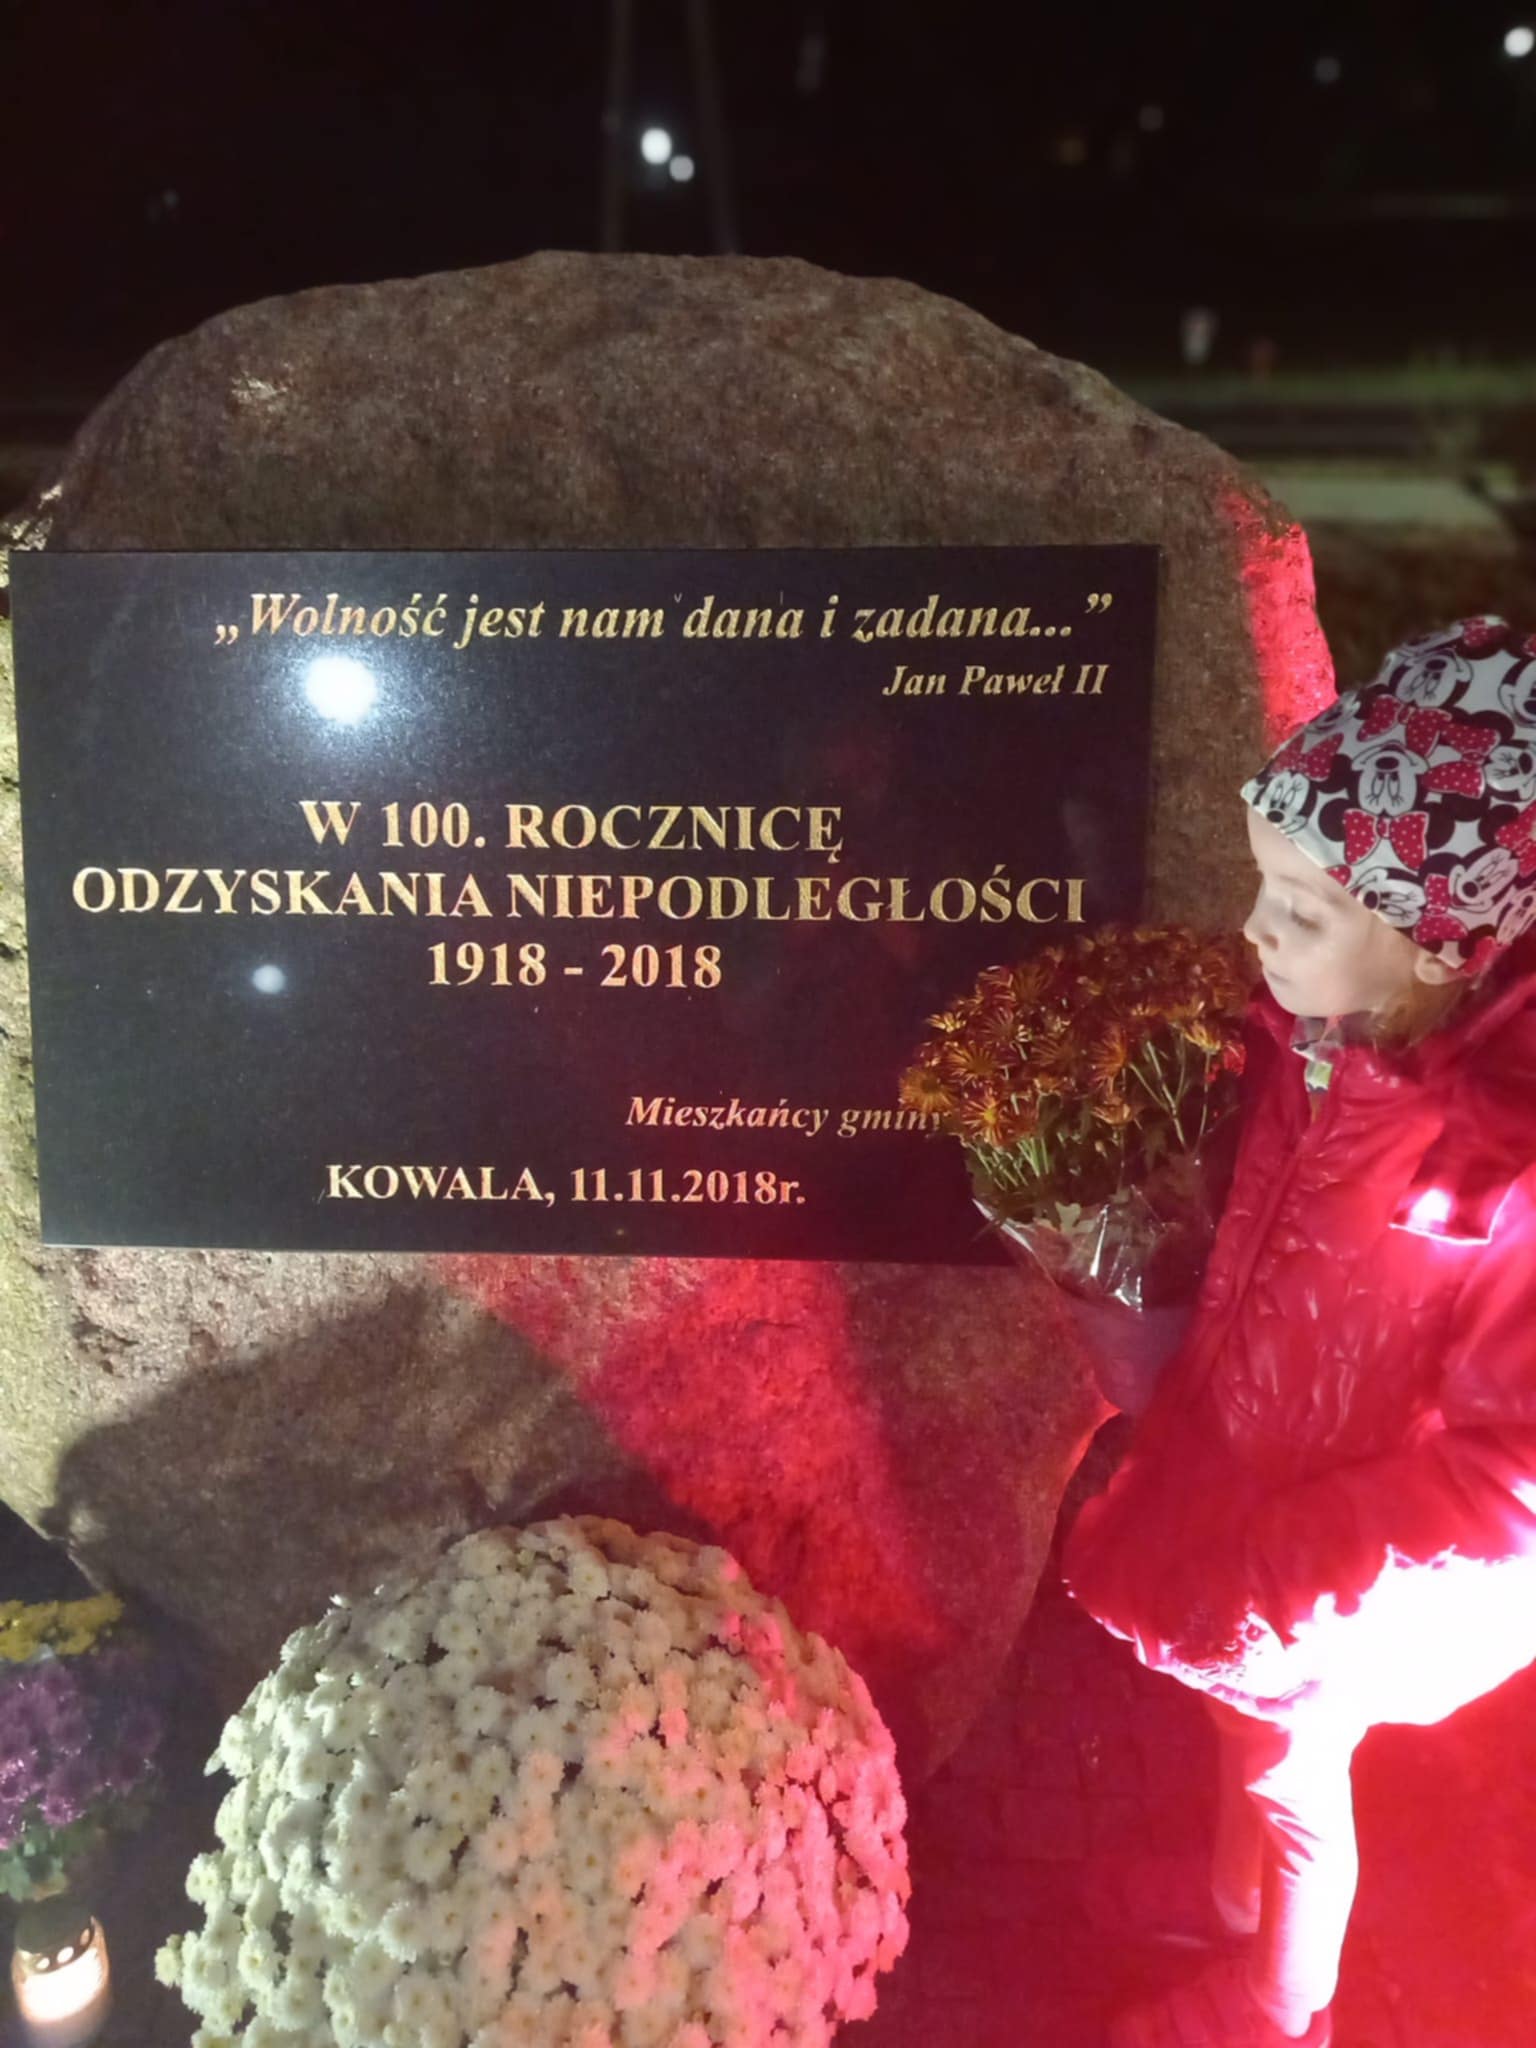 „Wolność jest nam dana i zadana...”
Jan Paweł II
W 100. ROCZNICĘ
ODZYSKANIA NIEPODLEGŁOŚCI
1918 - 2018
Mieszkańcy gminy
KOWALA, 11.11.2018r.